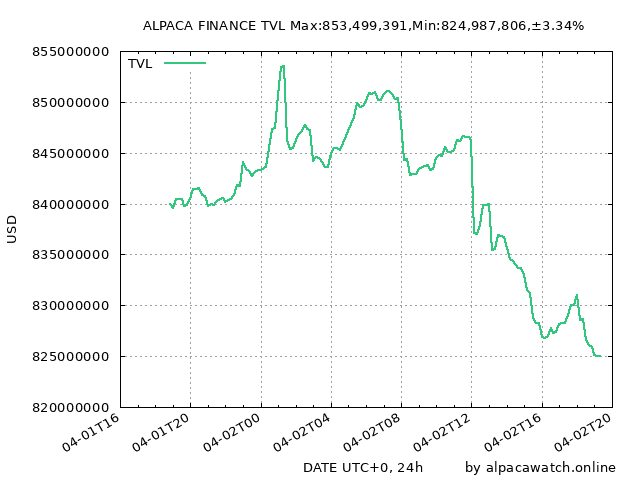 ALPACA FINANCE TVL Max:853,499,391,Min:824,987,806,±3.34%
855000000
TVL
850000000
845000000
840000000
835000000
830000000
825000000
820000000
USD
04-01T16
04-01T20
04-02T00
04-02T04
04-02T08
04-02T12
04-02T16
04-02T20
DATE UTC+0, 24h
by alpacawatch.online